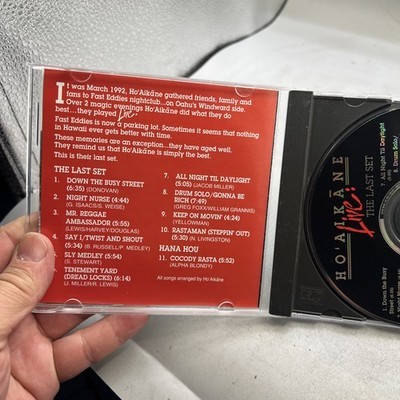 It was March 1992, Ho'Aikāne gathered friends, family and
fans to Fast Eddies nightclub...on Oahu's Windward side.
Over 2 magic evenings Ho'Aikāne did what they do
best...they played Live!
Fast Eddies is now a parking lot. Sometimes it seems that nothing
in Hawaii ever gets better with time.
These memories are an exception...they have aged well.
They remind us that Ho'Aikāne is simply the best.
This is their last set.
THE LAST SET
1. DOWN THE BUSY STREET
(6:35) (DONOVAN)
2. NIGHT NURSE (4:44)
(G. ISAACS/S. WEISE)
3. MR. REGGAE
AMBASSADOR (5:55)
(LEWIS/HARVEY/DOUGLAS)
4. SAY I/TWIST AND SHOUT
(5:34) (B. RUSSELL/P. MEDLEY)
5. SLY MEDLEY (5:54)
(S. STEWART)
6. TENEMENT YARD
(DREAD LOCKS) (6:14)
(J. MILLER/R. LEWIS)
7. ALL NIGHT TIL DAYLIGHT
(5:05) (JACOB MILLER)
8. DRUM SOLO/GONNA BE
RICH (7:49)
(GREG FOXX/WILLIAM GRANNIS)
9. KEEP ON MOVIN' (4:24)
(YELLOWMAN)
10. RASTAMAN (STEPPIN' OUT)
(5:30) (N. LIVINGSTON)
HANA HOU
11. COCODY RASTA (5:52)
(ALPHA BLONDY)
All songs arranged by Ho'Aikāne
HO'AIKĀNE
LIVE!
THE LAST SET
7. All Night Til Daylight
8. Drum Solo/
1. Down the Busy
Street